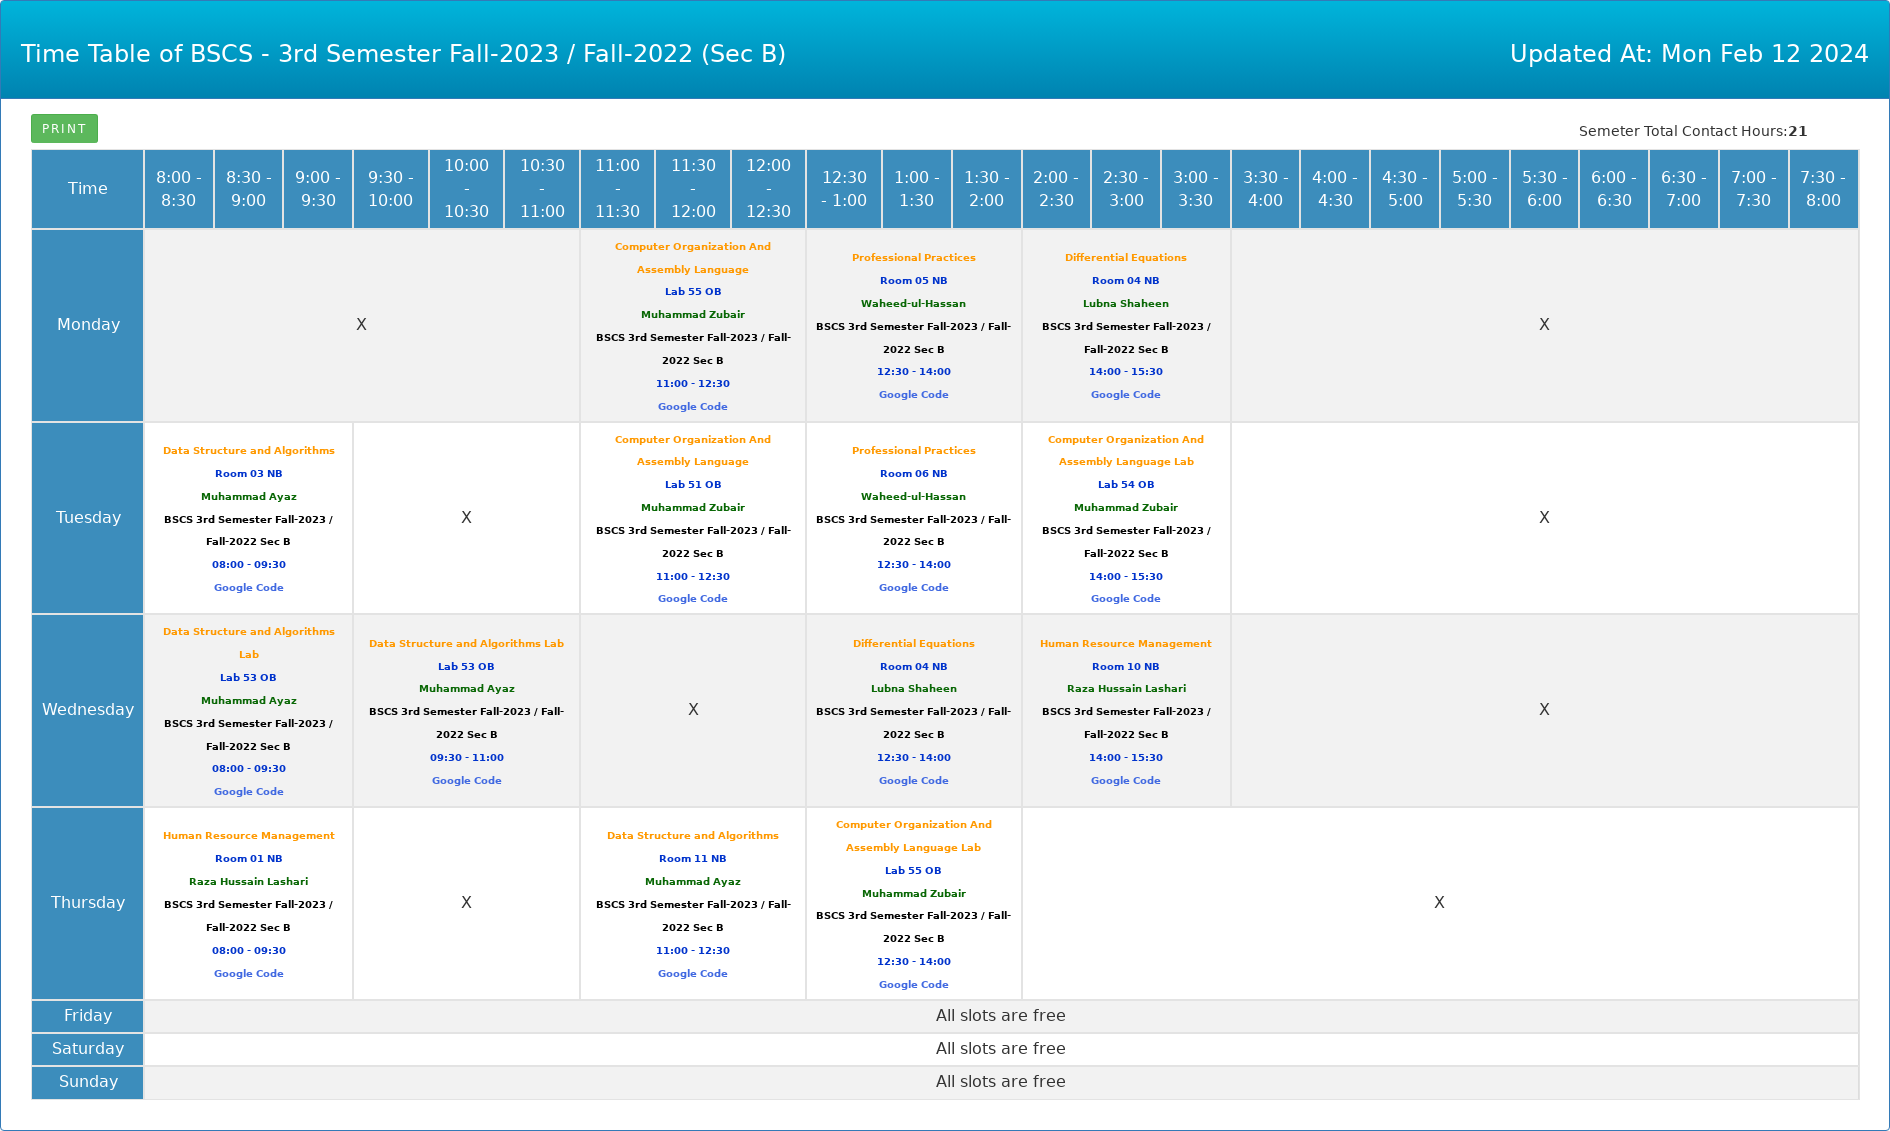 Time Table of BSCS - 3rd Semester Fall-2023 / Fall-2022 (Sec B)
Updated At: Mon Feb 12 2024
PRINT
Semeter Total Contact Hours:21
Time
8:00 -
8:30
8:30 -
9:00
9:00 -
9:30
9:30 -
10:00
10:00
-
10:30
10:30
-
11:00
11:00
-
11:30
11:30
-
12:00
12:00
-
12:30
12:30
- 1:00
1:00 -
1:30
1:30 -
2:00
2:00 -
2:30
2:30 -
3:00
3:00 -
3:30
3:30 -
4:00
4:00 -
4:30
4:30 -
5:00
5:00 -
5:30
5:30 -
6:00
6:00 -
6:30
6:30 -
7:00
7:00 -
7:30
7:30 -
8:00
Monday
X
Computer Organization And
Assembly Language
Lab 55 OB
Muhammad Zubair
BSCS 3rd Semester Fall-2023 / Fall-
2022 Sec B
11:00 - 12:30
Google Code
Professional Practices
Room 05 NB
Waheed-ul-Hassan
BSCS 3rd Semester Fall-2023 / Fall-
2022 Sec B
12:30 - 14:00
Google Code
Differential Equations
Room 04 NB
Lubna Shaheen
BSCS 3rd Semester Fall-2023 /
Fall-2022 Sec B
14:00 - 15:30
Google Code
X
Tuesday
Data Structure and Algorithms
Room 03 NB
Muhammad Ayaz
BSCS 3rd Semester Fall-2023 /
Fall-2022 Sec B
08:00 - 09:30
Google Code
X
Computer Organization And
Assembly Language
Lab 51 OB
Muhammad Zubair
BSCS 3rd Semester Fall-2023 / Fall-
2022 Sec B
11:00 - 12:30
Google Code
Professional Practices
Room 06 NB
Waheed-ul-Hassan
BSCS 3rd Semester Fall-2023 / Fall-
2022 Sec B
12:30 - 14:00
Google Code
Computer Organization And
Assembly Language Lab
Lab 54 OB
Muhammad Zubair
BSCS 3rd Semester Fall-2023 /
Fall-2022 Sec B
14:00 - 15:30
Google Code
X
Wednesday
Data Structure and Algorithms
Lab
Lab 53 OB
Muhammad Ayaz
BSCS 3rd Semester Fall-2023 /
Fall-2022 Sec B
08:00 - 09:30
Google Code
Data Structure and Algorithms Lab
Lab 53 OB
Muhammad Ayaz
BSCS 3rd Semester Fall-2023 / Fall-
2022 Sec B
09:30 - 11:00
Google Code
X
Differential Equations
Room 04 NB
Lubna Shaheen
BSCS 3rd Semester Fall-2023 / Fall-
2022 Sec B
12:30 - 14:00
Google Code
Human Resource Management
Room 10 NB
Raza Hussain Lashari
BSCS 3rd Semester Fall-2023 /
Fall-2022 Sec B
14:00 - 15:30
Google Code
X
Thursday
Human Resource Management
Room 01 NB
Raza Hussain Lashari
BSCS 3rd Semester Fall-2023 /
Fall-2022 Sec B
08:00 - 09:30
Google Code
X
Data Structure and Algorithms
Room 11 NB
Muhammad Ayaz
BSCS 3rd Semester Fall-2023 / Fall-
2022 Sec B
11:00 - 12:30
Google Code
Computer Organization And
Assembly Language Lab
Lab 55 OB
Muhammad Zubair
BSCS 3rd Semester Fall-2023 / Fall-
2022 Sec B
12:30 - 14:00
Google Code
X
Friday
All slots are free
Saturday
All slots are free
Sunday
All slots are free